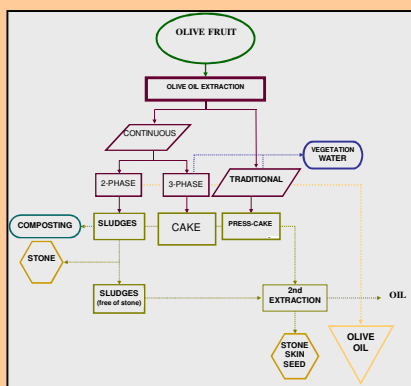 OLIVE FRUIT
OLIVE OIL EXTRACTION
CONTINUOUS
VEGETATION
WATER
2-PHASE
3-PHASE
TRADITIONAL
COMPOSTING
SLUDGES
CAKE
PRESS-CAKE
STONE
SLUDGES
(free of stone)
2nd
EXTRACTION
OIL
STONE
SKIN
SEED
OLIVE
OIL